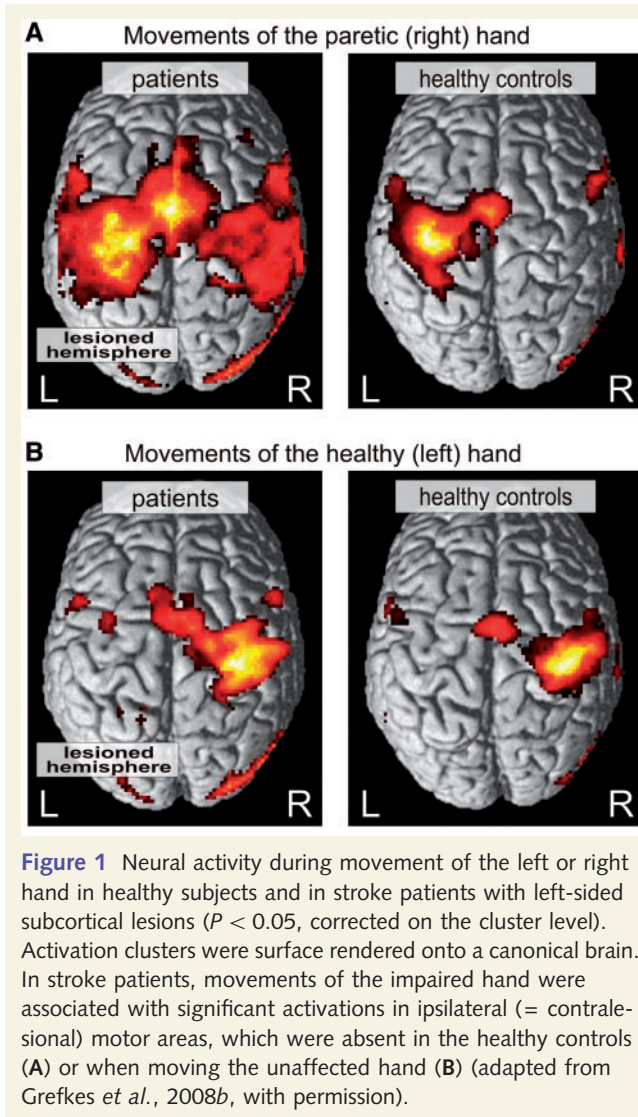 A Movements of the paretic (right) hand
patients
healthy controls
lesioned
hemisphere
L
R
L
R
B Movements of the healthy (left) hand
patients
healthy controls
lesioned
hemisphere
L
R
L
R
Figure 1 Neural activity during movement of the left or right
hand in healthy subjects and in stroke patients with left-sided
subcortical lesions (P < 0.05, corrected on the cluster level).
Activation clusters were surface rendered onto a canonical brain.
In stroke patients, movements of the impaired hand were
associated with significant activations in ipsilateral (= contrale-
sional) motor areas, which were absent in the healthy controls
(A) or when moving the unaffected hand (B) (adapted from
Grefkes et al., 2008b, with permission).